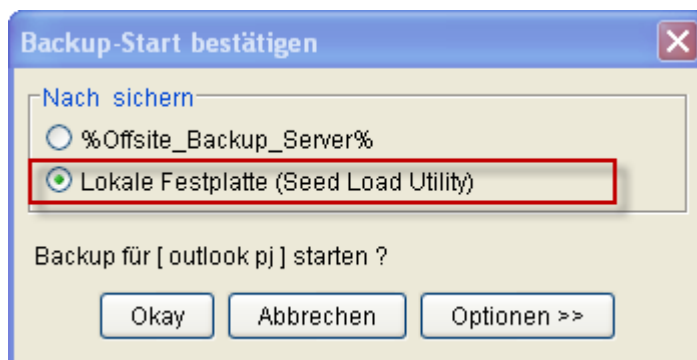 Backup-Start bestätigen
Nach sichern
%Offsite_Backup_Server%
Lokale Festplatte (Seed Load Utility)
Backup für [ outlook pj ] starten ?
Okay Abbrechen Optionen >>